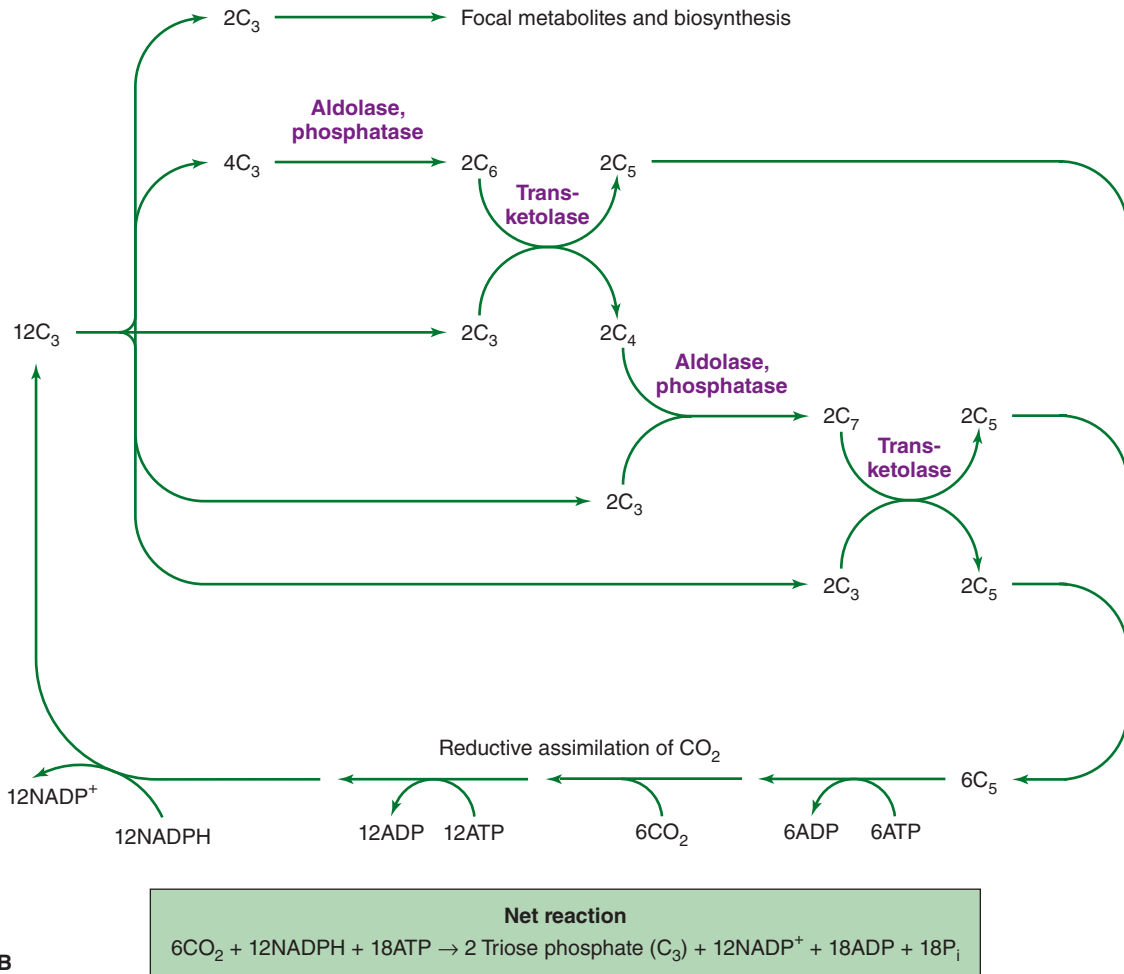 2C₃ Focal metabolites and biosynthesis
Aldolase,
phosphatase
4C₃ 2C₆ 2C₅
Trans-
ketolase
12C₃ 2C₃ 2C₄
Aldolase,
phosphatase
2C₇ 2C₅
Trans-
ketolase
2C₃
2C₃ 2C₅
Reductive assimilation of CO₂
12NADP⁺ 6C₅
12NADPH 12ADP 12ATP 6CO₂ 6ADP 6ATP
Net reaction
6CO₂ + 12NADPH + 18ATP → 2 Triose phosphate (C₃) + 12NADP⁺ + 18ADP + 18Pᵢ
B